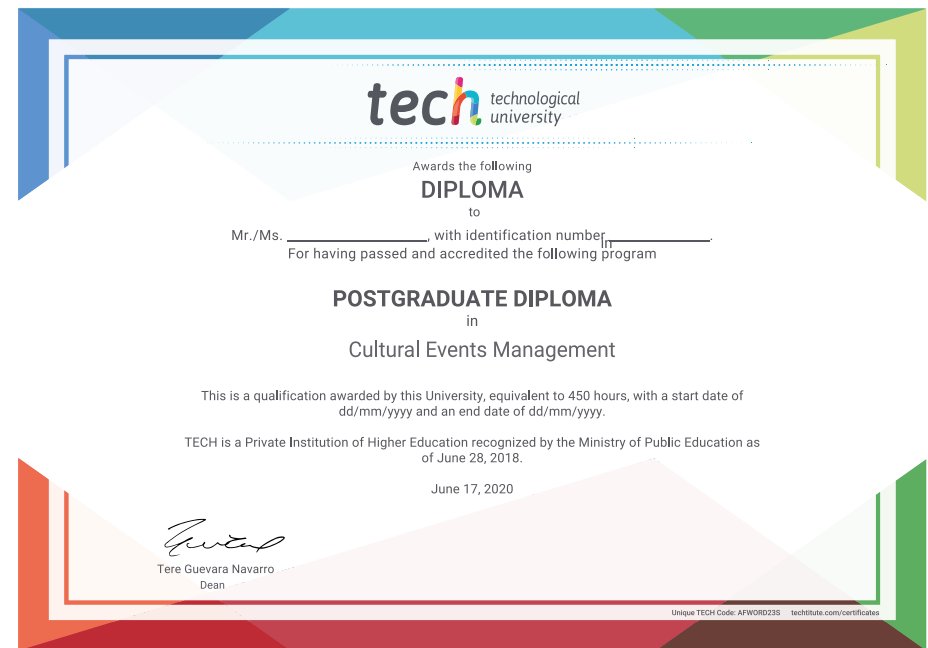 tech technological
university
Awards the following
DIPLOMA
to
Mr./Ms. ____________________, with identification number______________.
In
For having passed and accredited the following program
POSTGRADUATE DIPLOMA
in
Cultural Events Management
This is a qualification awarded by this University, equivalent to 450 hours, with a start date of
dd/mm/yyyy and an end date of dd/mm/yyyy.
TECH is a Private Institution of Higher Education recognized by the Ministry of Public Education as
of June 28, 2018.
June 17, 2020
Tere Guevara Navarro
Dean
Unique TECH Code: AFWORD23S techtitute.com/certificates